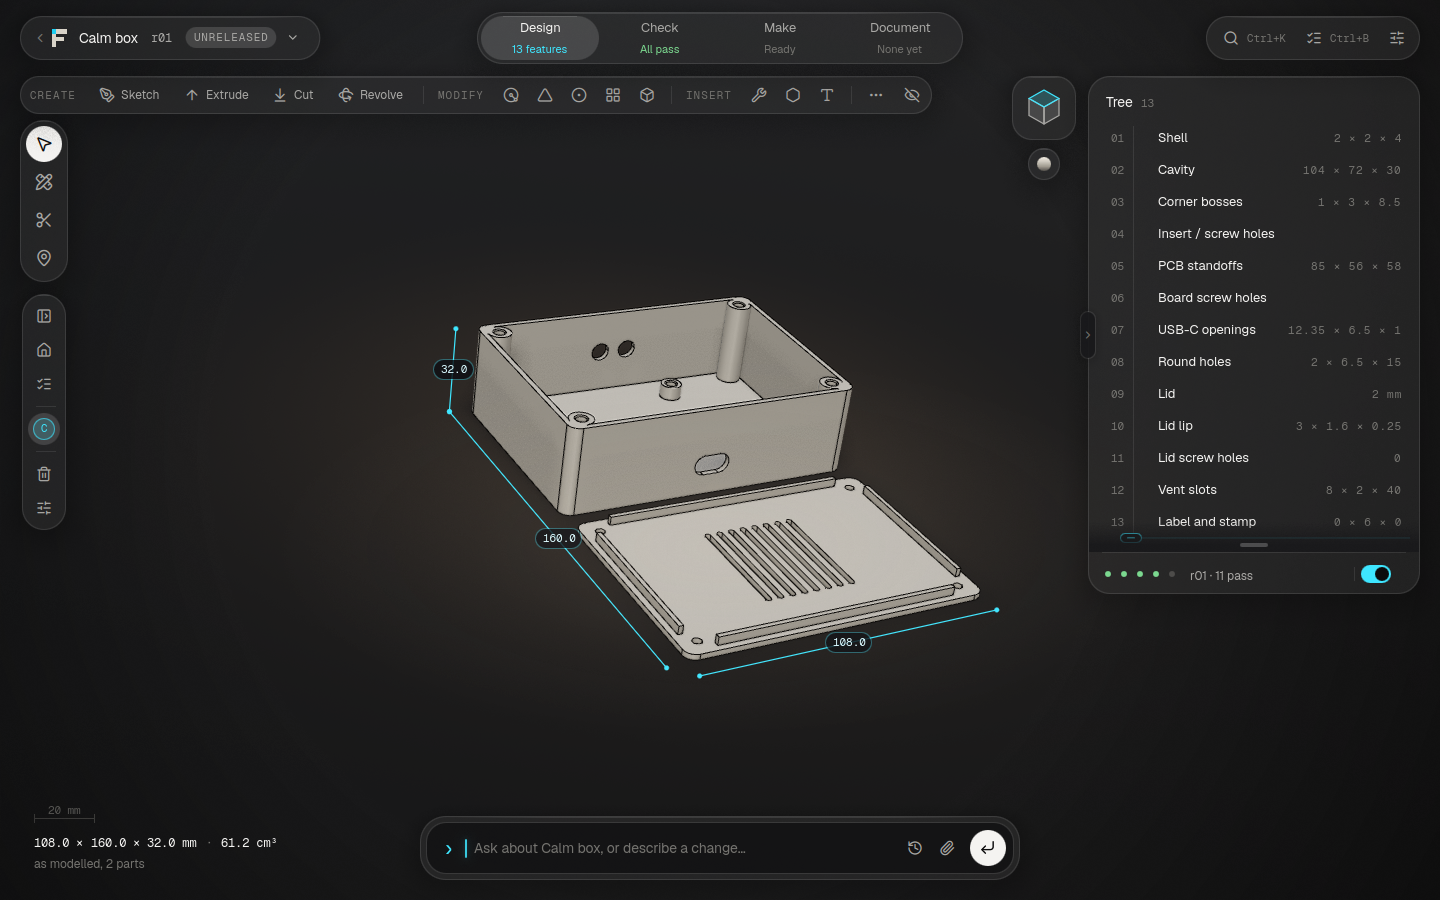 Calm box r01 UNRELEASED
Design
13 features
Check
All pass
Make
Ready
Document
None yet
Ctrl+K Ctrl+B
CREATE Sketch Extrude Cut Revolve MODIFY INSERT
Tree 13
01 Shell 2 × 2 × 4
02 Cavity 104 × 72 × 30
03 Corner bosses 1 × 3 × 8.5
04 Insert / screw holes
05 PCB standoffs 85 × 56 × 58
06 Board screw holes
07 USB-C openings 12.35 × 6.5 × 1
08 Round holes 2 × 6.5 × 15
09 Lid 2 mm
10 Lid lip 3 × 1.6 × 0.25
11 Lid screw holes 0
12 Vent slots 8 × 2 × 40
13 Label and stamp 0 × 6 × 0
r01 · 11 pass
C
32.0
160.0
108.0
20 mm
108.0 × 160.0 × 32.0 mm · 61.2 cm³
as modelled, 2 parts
Ask about Calm box, or describe a change…